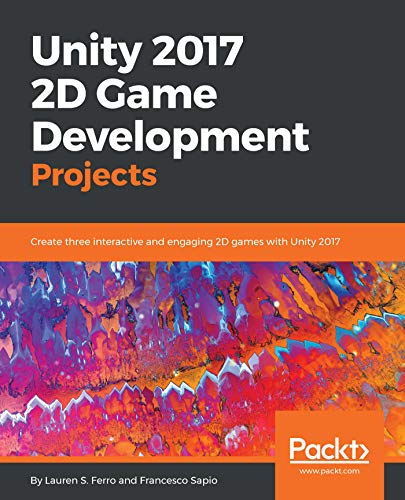 Unity 2017
2D Game
Development
Projects
Create three interactive and engaging 2D games with Unity 2017
Packt>
www.packt.com
By Lauren S. Ferro and Francesco Sapio